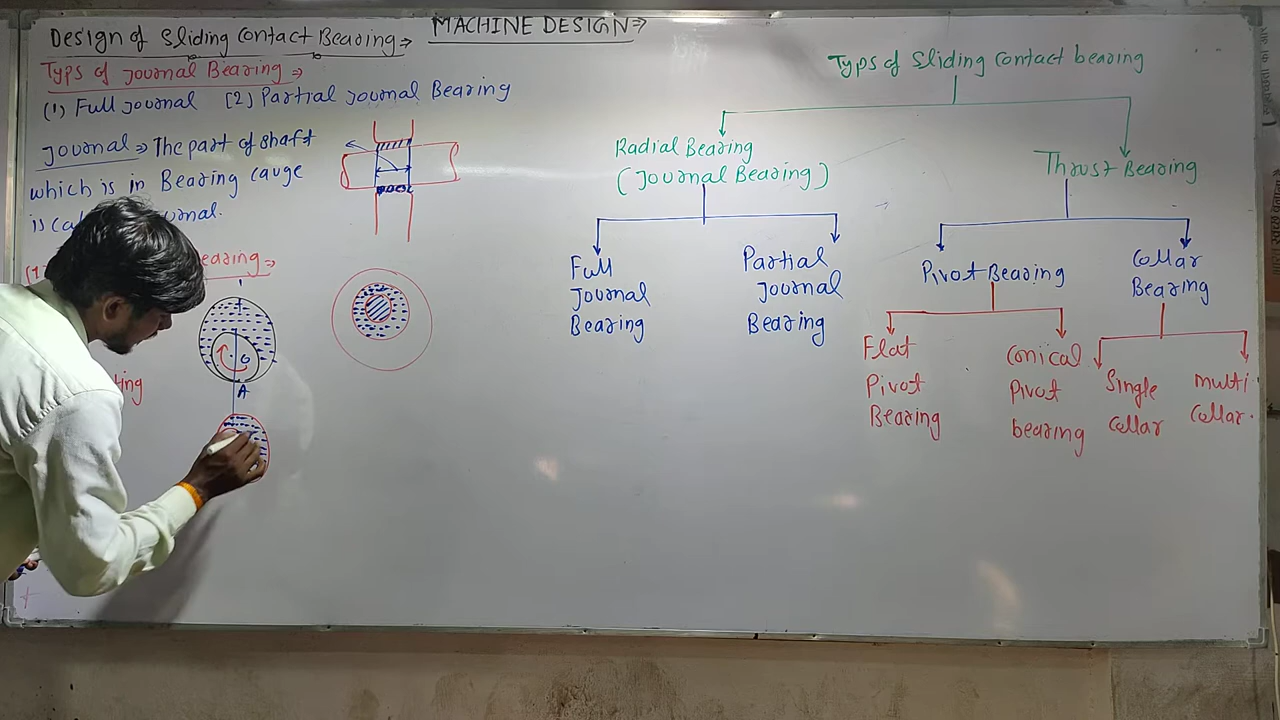 Design of Sliding Contact Bearing ⇒
MACHINE DESIGN ⇒
Typs of Journal Bearing ⇒
(1) Full Journal [2) Partial Journal Bearing
Journal ⇒ The part of shaft
which is in Bearing cauge
is
earing ⇒
O
A
ting
Typs of Sliding Contact bearing
Radial Bearing
(Journal Bearing)
Thrust Bearing
Full
Journal
Bearing
Partial
Journal
Bearing
Pivot Bearing
Collar
Bearing
Flat
Pivot
Bearing
Conical
Pivot
bearing
Single
collar
multi
collar.